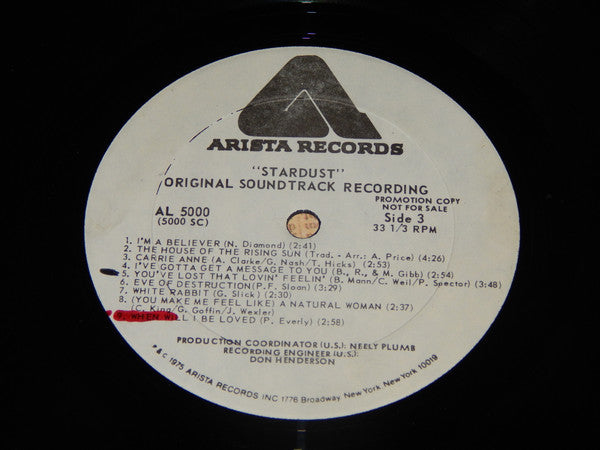 ARISTA RECORDS
"STARDUST"
ORIGINAL SOUNDTRACK RECORDING
PROMOTION COPY
NOT FOR SALE
AL 5000
(5000 SC)
Side 3
33 1/3 RPM
1. I'M A BELIEVER (N. Diamond) (2:41)
2. THE HOUSE OF THE RISING SUN (Trad. - Arr.: A. Price) (4:26)
3. CARRIE ANNE (A. Clarke/G. Nash/T. Hicks) (2:53)
4. I'VE GOTTA GET A MESSAGE TO YOU (B., R., & M. Gibb) (2:54)
5. YOU'VE LOST THAT LOVIN' FEELIN' (B. Mann/C. Weil/P. Spector) (3:48)
6. EVE OF DESTRUCTION (P.F. Sloan) (3:29)
7. WHITE RABBIT (G. Slick) (2:30)
8. (YOU MAKE ME FEEL LIKE) A NATURAL WOMAN (2:37)
(C. King/G. Goffin/J. Wexler)
9. WHEN WILL I BE LOVED (P. Everly) (2:58)
PRODUCTION COORDINATOR (U.S.): NEELY PLUMB
RECORDING ENGINEER (U.S.):
DON HENDERSON
P & C 1975 ARISTA RECORDS INC 1776 Broadway New York New York 10019